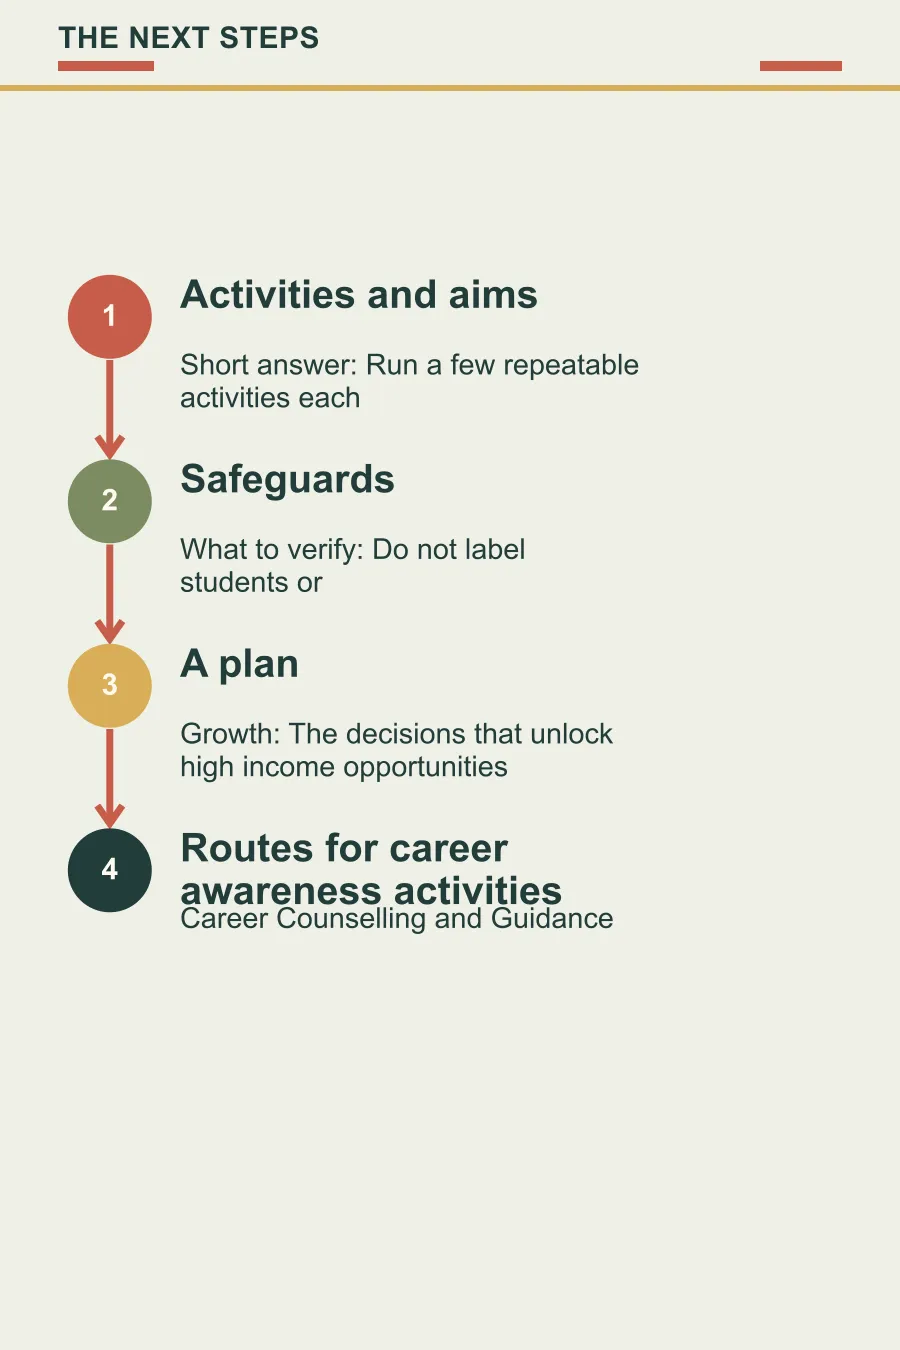 THE NEXT STEPS
1
Activities and aims
Short answer: Run a few repeatable
activities each
2
Safeguards
What to verify: Do not label
students or
3
A plan
Growth: The decisions that unlock
high income opportunities
4
Routes for career
awareness activities
Career Counselling and Guidance